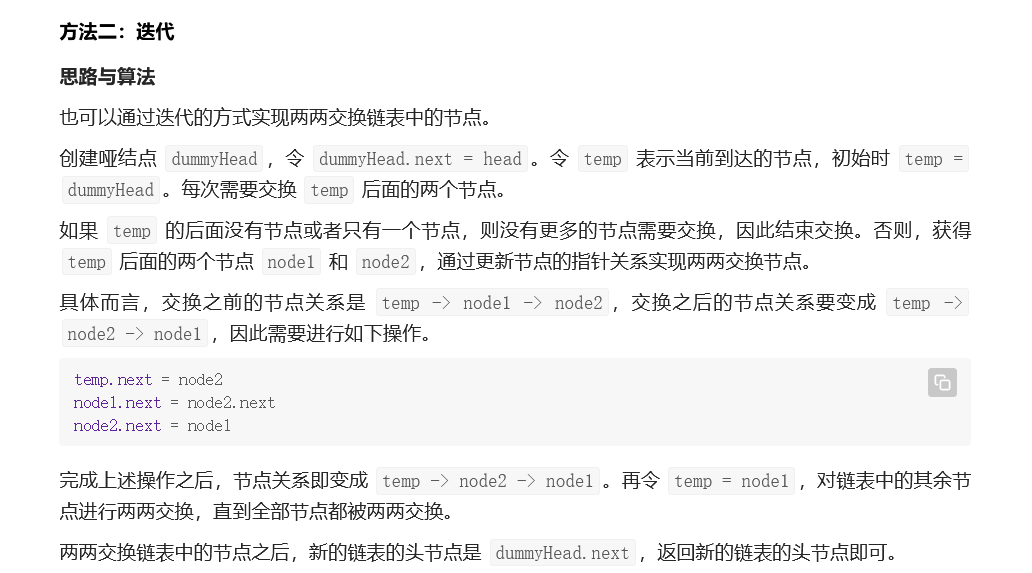 方法二：迭代
思路与算法
也可以通过迭代的方式实现两两交换链表中的节点。
创建哑结点 dummyHead，令 dummyHead.next = head。令 temp 表示当前到达的节点，初始时 temp =
dummyHead。每次需要交换 temp 后面的两个节点。
如果 temp 的后面没有节点或者只有一个节点，则没有更多的节点需要交换，因此结束交换。否则，获得
temp 后面的两个节点 node1 和 node2，通过更新节点的指针关系实现两两交换节点。
具体而言，交换之前的节点关系是 temp -> node1 -> node2，交换之后的节点关系要变成 temp ->
node2 -> node1，因此需要进行如下操作。
temp.next = node2
node1.next = node2.next
node2.next = node1
完成上述操作之后，节点关系即变成 temp -> node2 -> node1。再令 temp = node1，对链表中的其余节
点进行两两交换，直到全部节点都被两两交换。
两两交换链表中的节点之后，新的链表的头节点是 dummyHead.next，返回新的链表的头节点即可。